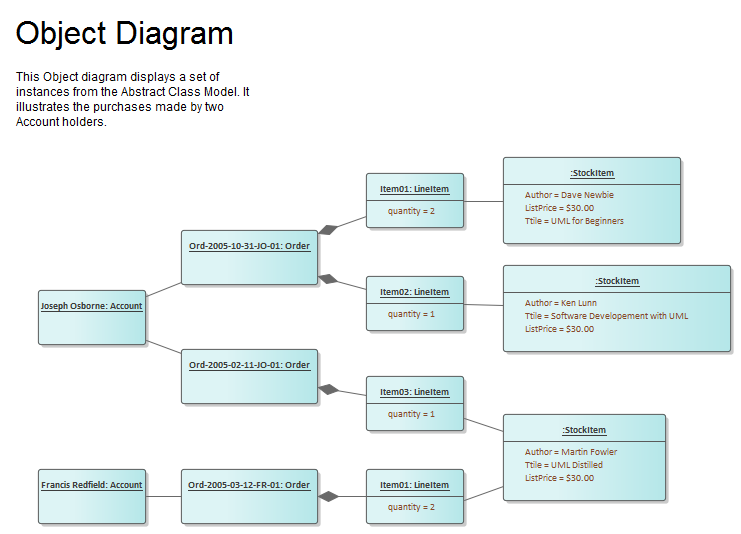 Object Diagram
This Object diagram displays a set of
instances from the Abstract Class Model. It
illustrates the purchases made by two
Account holders.
Joseph Osborne: Account
Ord-2005-10-31-JO-01: Order
Item01: LineItem
quantity = 2
:StockItem
Author = Dave Newbie
ListPrice = $30.00
Ttile = UML for Beginners
Item02: LineItem
quantity = 1
:StockItem
Author = Ken Lunn
Ttile = Software Developement with UML
ListPrice = $30.00
Ord-2005-02-11-JO-01: Order
Item03: LineItem
quantity = 1
:StockItem
Author = Martin Fowler
Ttile = UML Distilled
ListPrice = $30.00
Francis Redfield: Account
Ord-2005-03-12-FR-01: Order
Item01: LineItem
quantity = 2